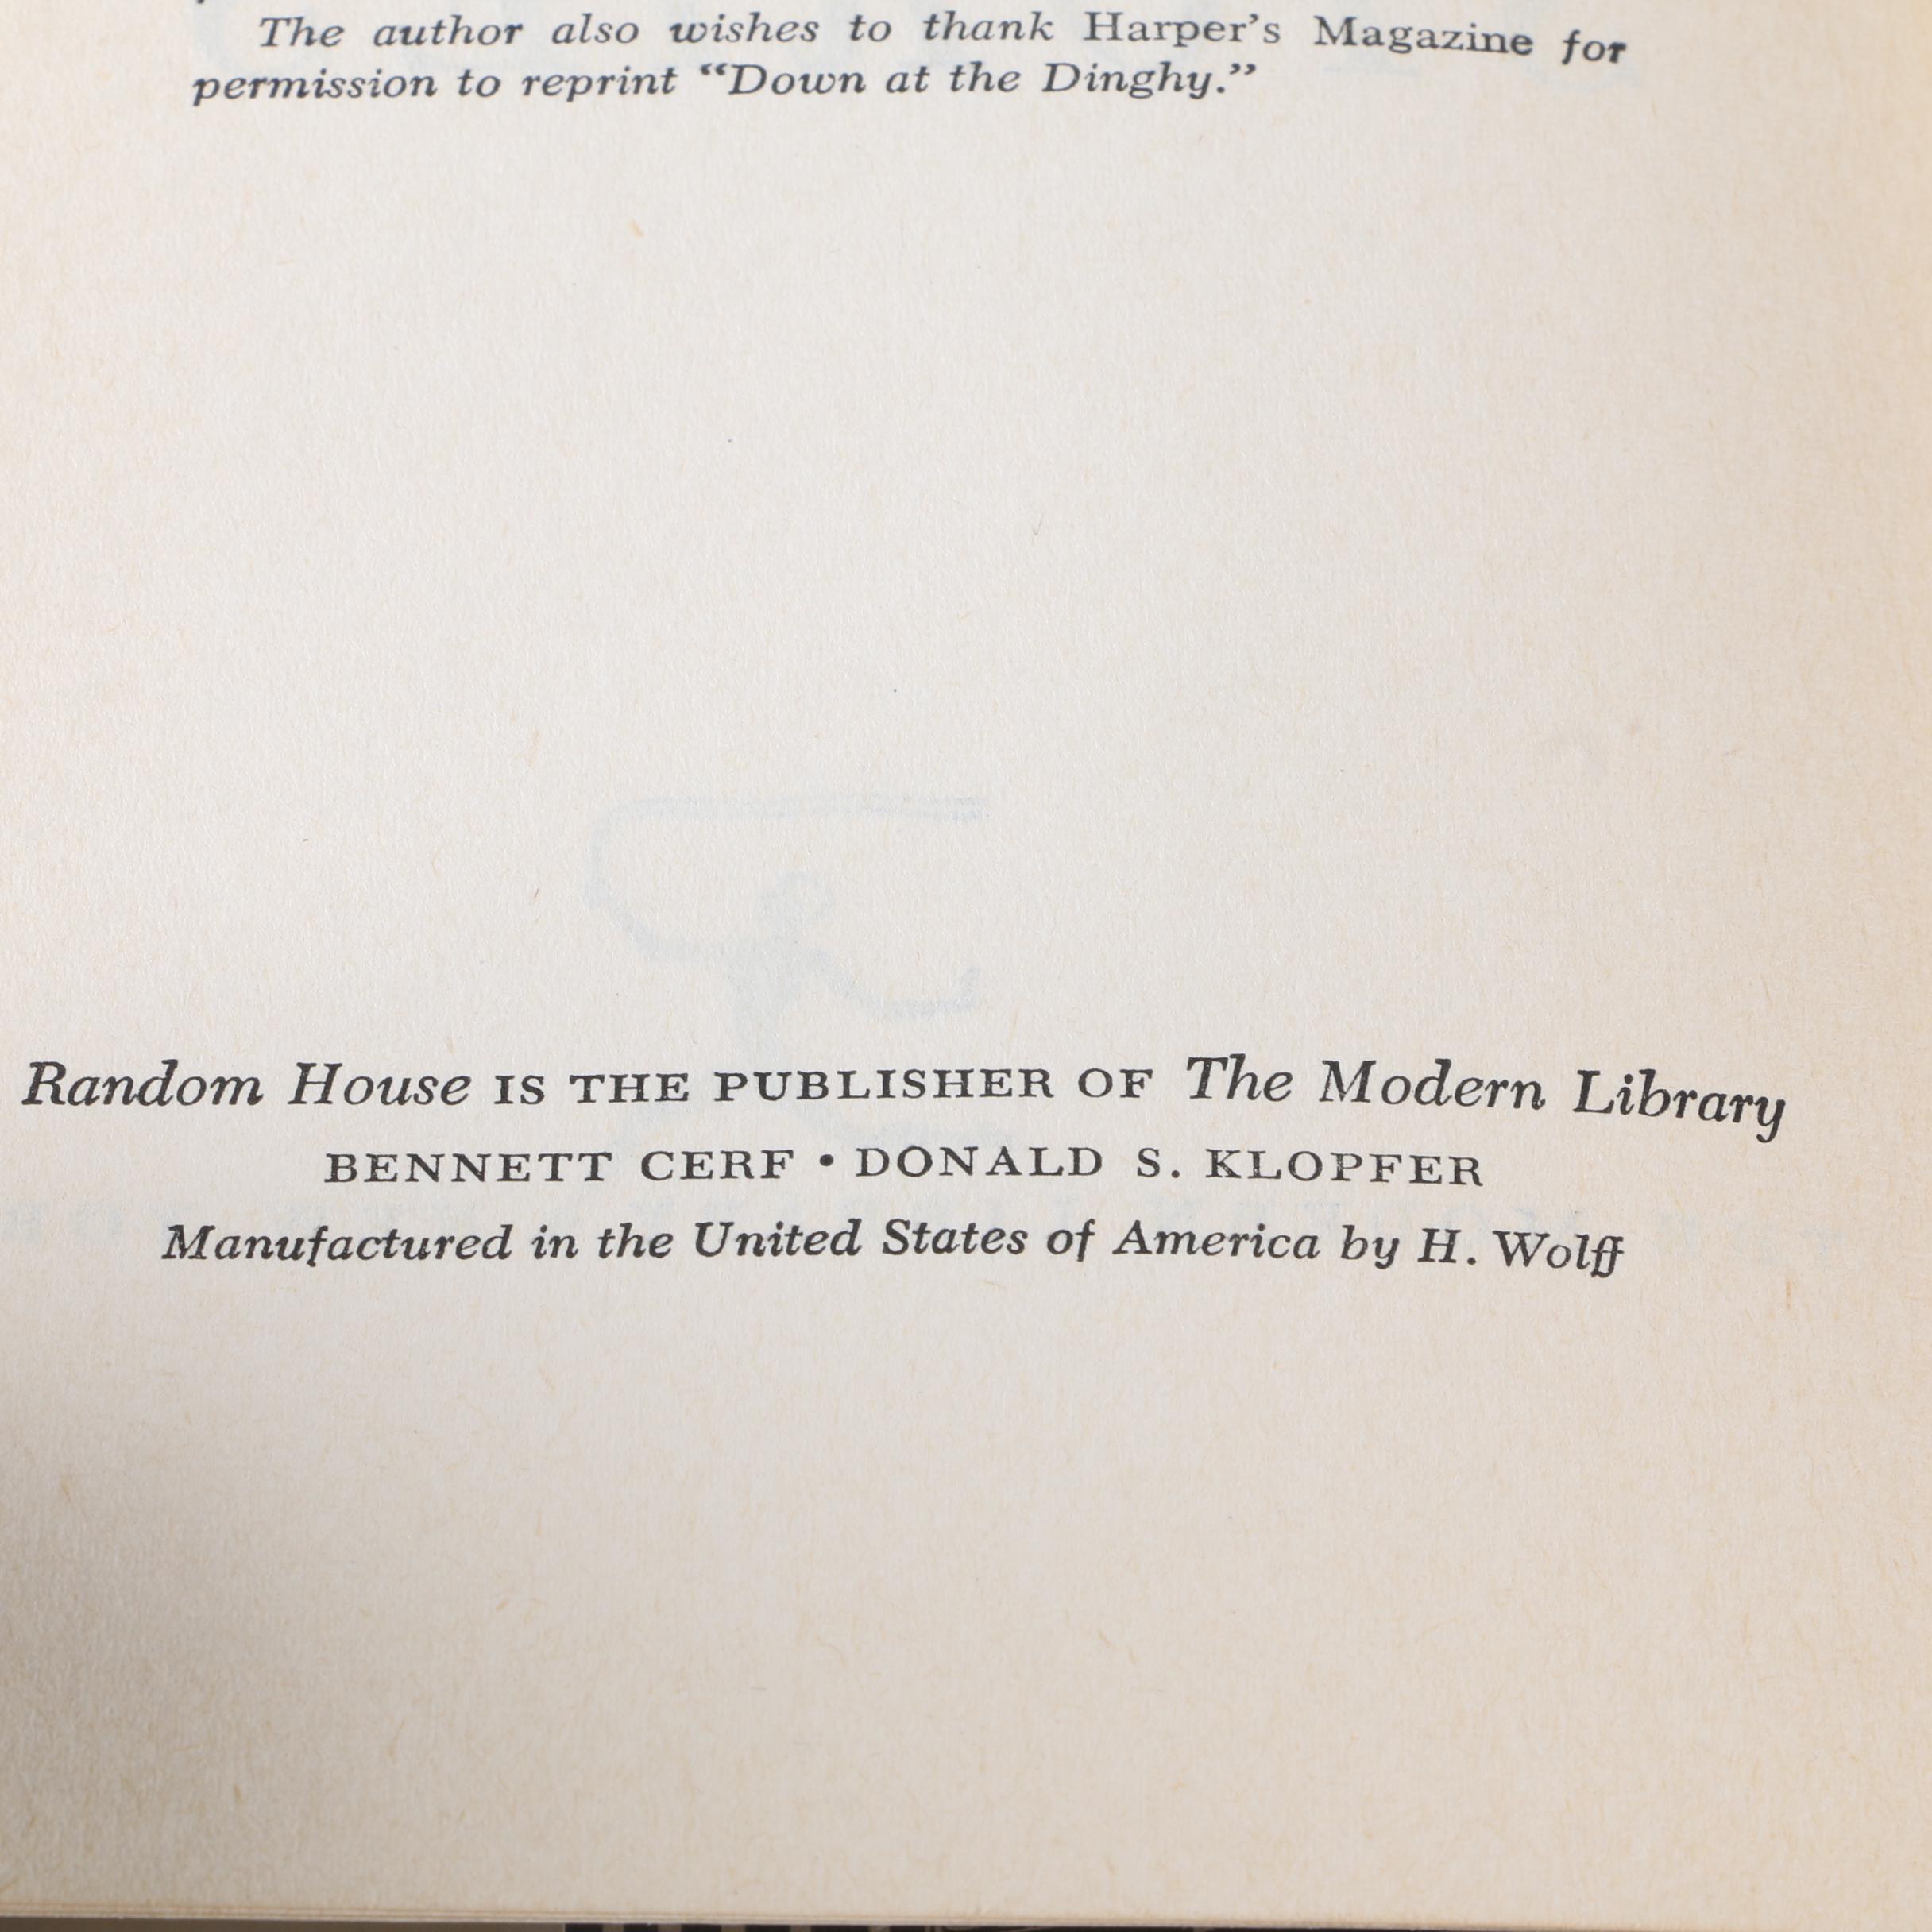 The author also wishes to thank Harper's Magazine for
permission to reprint “Down at the Dinghy.”
Random House IS THE PUBLISHER OF The Modern Library
BENNETT CERF • DONALD S. KLOPFER
Manufactured in the United States of America by H. Wolff